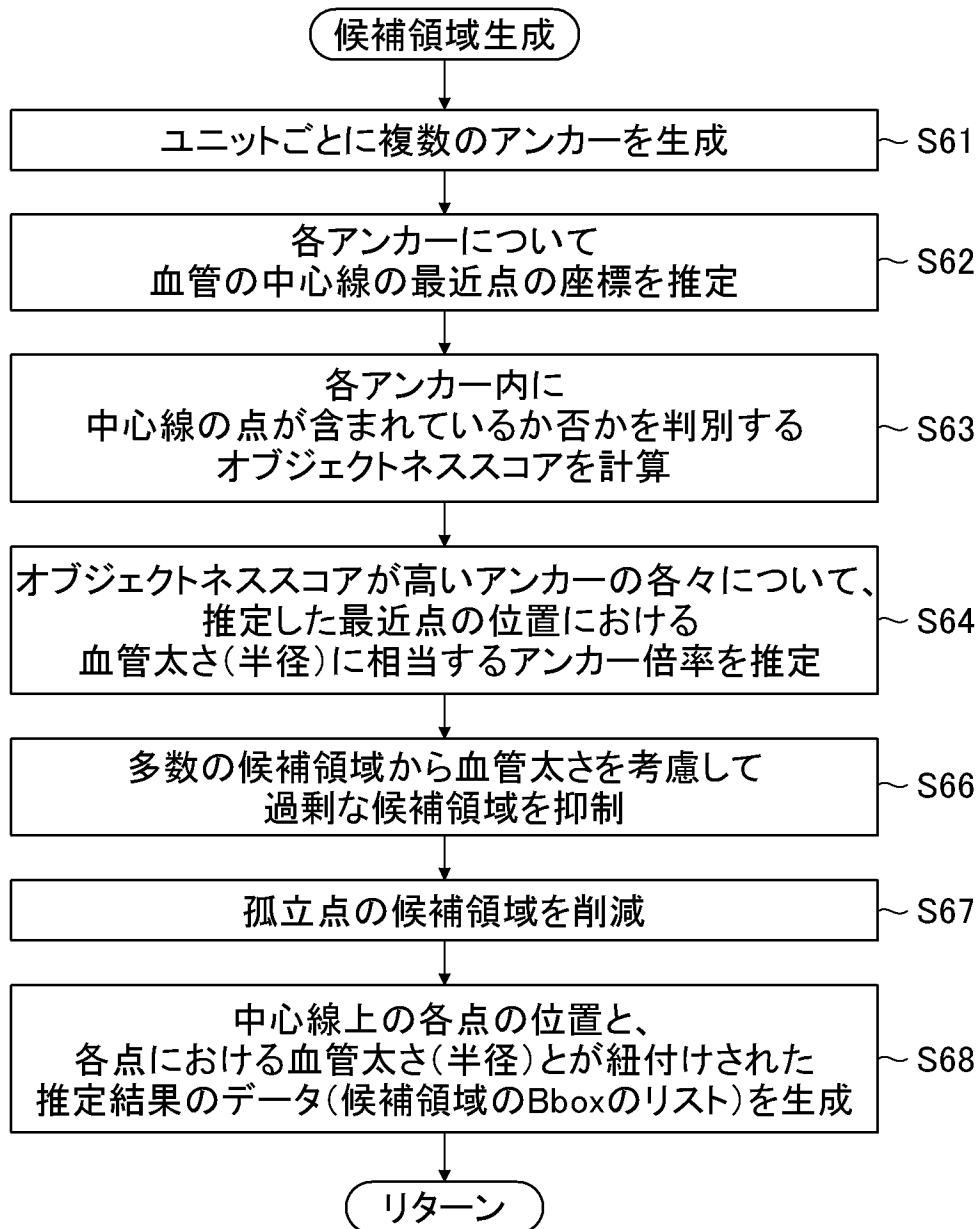 候補領域生成
ユニットごとに複数のアンカーを生成
S61
各アンカーについて
血管の中心線の最近点の座標を推定
S62
各アンカー内に
中心線の点が含まれているか否かを判別する
オブジェクトネススコアを計算
S63
オブジェクトネススコアが高いアンカーの各々について、
推定した最近点の位置における
血管太さ(半径)に相当するアンカー倍率を推定
S64
多数の候補領域から血管太さを考慮して
過剰な候補領域を抑制
S66
孤立点の候補領域を削減
S67
中心線上の各点の位置と、
各点における血管太さ(半径)とが紐付けされた
推定結果のデータ(候補領域のBboxのリスト)を生成
S68
リターン